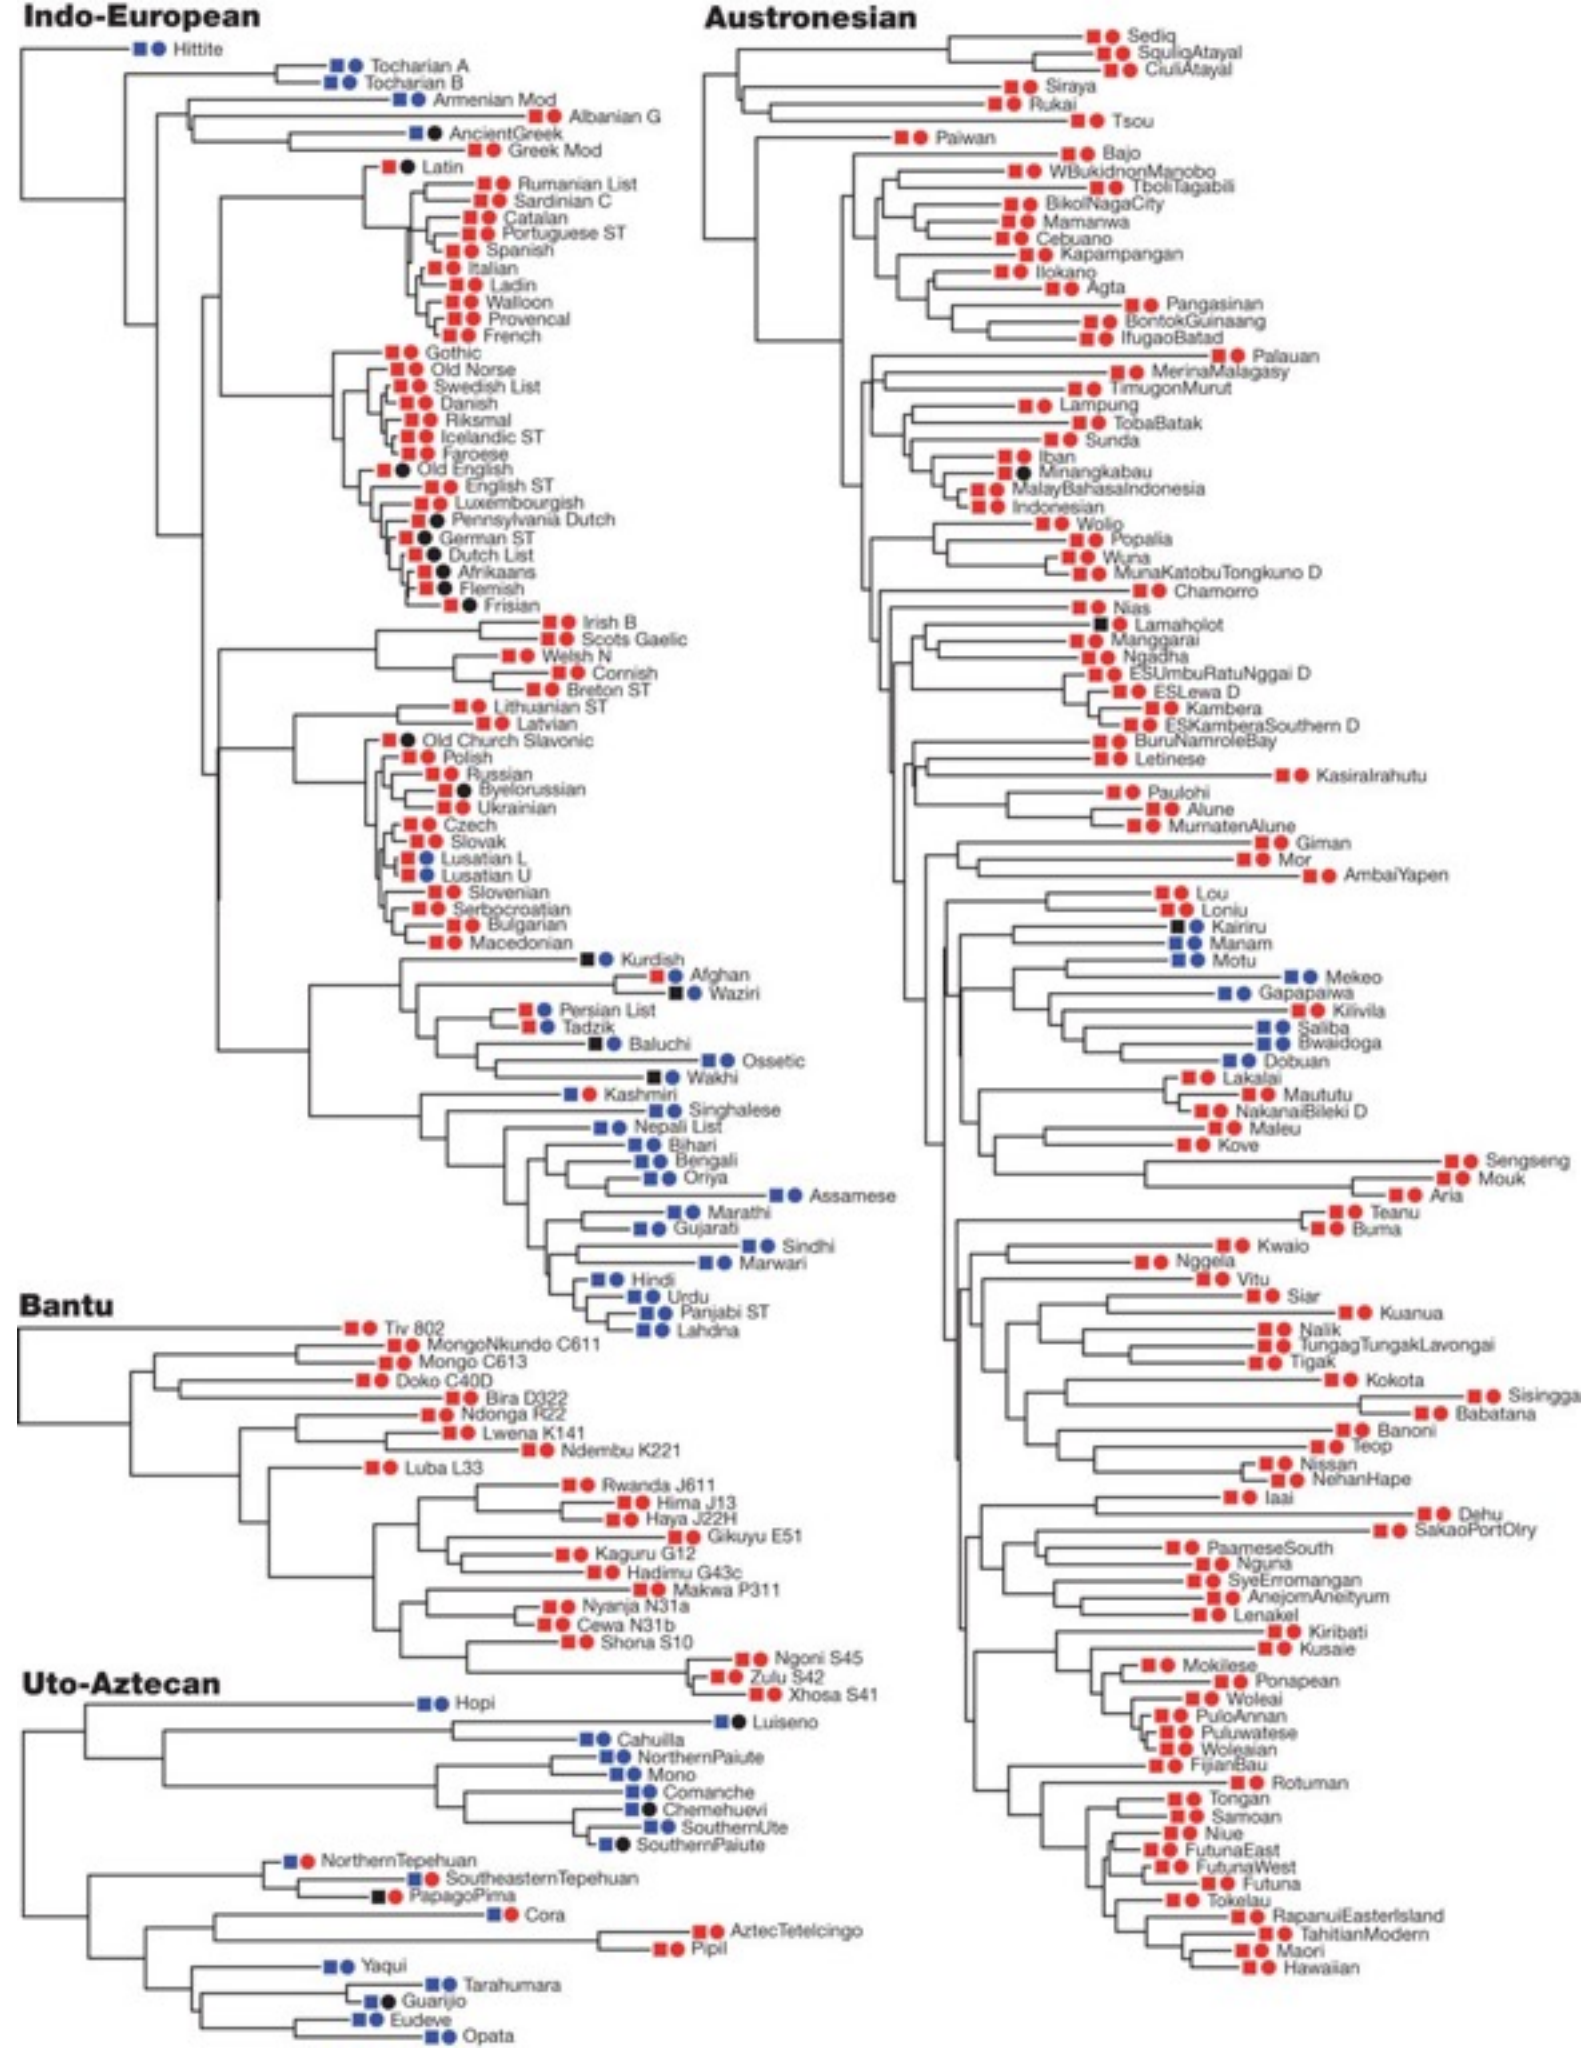 Indo-European
Hittite
Tocharian A
Tocharian B
Armenian Mod
Albanian G
AncientGreek
Greek Mod
Latin
Rumanian List
Sardinian C
Catalan
Portuguese ST
Spanish
Italian
Ladin
Walloon
Provencal
French
Gothic
Old Norse
Swedish List
Danish
Riksmal
Icelandic ST
Faroese
Old English
English ST
Luxembourgish
Pennsylvania Dutch
German ST
Dutch List
Afrikaans
Flemish
Frisian
Irish B
Scots Gaelic
Welsh N
Cornish
Breton ST
Lithuanian ST
Latvian
Old Church Slavonic
Polish
Russian
Byelorussian
Ukrainian
Czech
Slovak
Lusatian L
Lusatian U
Slovenian
Serbocroatian
Bulgarian
Macedonian
Kurdish
Afghan
Waziri
Persian List
Tadzik
Baluchi
Ossetic
Wakhi
Kashmiri
Singhalese
Nepali List
Bihari
Bengali
Oriya
Assamese
Marathi
Gujarati
Sindhi
Marwari
Hindi
Urdu
Panjabi ST
Lahdna
Bantu
Tiv 802
MongoNkundo C611
Mongo C613
Doko C40D
Bira D322
Ndonga R22
Lwena K141
Ndembu K221
Luba L33
Rwanda J611
Hima J13
Haya J22H
Gikuyu E51
Kaguru G12
Hadimu G43c
Makwa P311
Nyanja N31a
Cewa N31b
Shona S10
Ngoni S45
Zulu S42
Xhosa S41
Uto-Aztecan
Hopi
Luiseno
Cahuilla
NorthernPaiute
Mono
Comanche
Chemehuevi
SouthernUte
SouthernPaiute
NorthernTepehuan
SoutheasternTepehuan
PapagoPima
Cora
AztecTetelcingo
Pipil
Yaqui
Tarahumara
Guarijio
Eudeve
Opata
Austronesian
Sediq
SquliqAtayal
CiuliAtayal
Siraya
Rukai
Tsou
Paiwan
Bajo
WBukidnonManobo
TboliTagabili
BikolNagaCity
Mamanwa
Cebuano
Kapampangan
Ilokano
Agta
Pangasinan
BontokGuinaang
IfugaoBatad
Palauan
MerinaMalagasy
TimugonMurut
Lampung
TobaBatak
Sunda
Iban
Minangkabau
MalayBahasaIndonesia
Indonesian
Wolio
Popalia
Wuna
MunaKatobuTongkuno D
Chamorro
Nias
Lamaholot
Manggarai
Ngadha
ESUmbuRatuNggai D
ESLewa D
Kambera
ESKamberaSouthern D
BuruNamroleBay
Letinese
KasiraIrahutu
Paulohi
Alune
MurnatenAlune
Giman
Mor
AmbaiYapen
Lou
Loniu
Kairiru
Manam
Motu
Mekeo
Gapapaiwa
Kilivila
Saliba
Bwaidoga
Dobuan
Lakalai
Maututu
NakanaiBileki D
Maleu
Kove
Sengseng
Mouk
Aria
Teanu
Buma
Kwaio
Nggela
Vitu
Siar
Kuanua
Nalik
TungagTungakLavongai
Tigak
Kokota
Sisingga
Babatana
Banoni
Teop
Nissan
NehanHape
Iaai
Dehu
SakaoPortOlry
PaameseSouth
Nguna
SyeErromangan
AnejomAneityum
Lenakel
Kiribati
Kusaie
Mokilese
Ponapean
Woleai
PuloAnnan
Puluwatese
Woleaian
FijianBau
Rotuman
Tongan
Samoan
Niue
FutunaEast
FutunaWest
Futuna
Tokelau
RapanuiEasterIsland
TahitianModern
Maori
Hawaiian